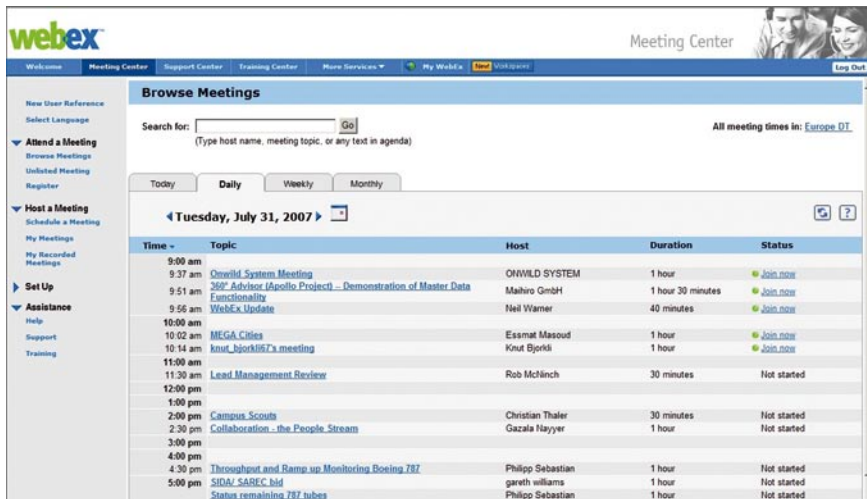 webex
Meeting Center
Welcome Meeting Center Support Center Training Center More Services ▼ My WebEx New! Workspaces Log Out
New User Reference
Select Language
Attend a Meeting
Browse Meetings
Unlisted Meeting
Register
Host a Meeting
Schedule a Meeting
My Meetings
My Recorded
Meetings
Set Up
Assistance
Help
Support
Training
Browse Meetings
Search for: Go
(Type host name, meeting topic, or any text in agenda)
All meeting times in: Europe DT
Today Daily Weekly Monthly
Tuesday, July 31, 2007
?
Time Topic Host Duration Status
9:00 am
9:37 am Onwild System Meeting ONWILD SYSTEM 1 hour Join now
9:51 am 360° Advisor (Apollo Project) – Demonstration of Master Data
Functionality Maihiro GmbH 1 hour 30 minutes Join now
9:56 am WebEx Update Neil Warner 40 minutes Join now
10:00 am
10:02 am MEGA Cities Essmat Masoud 1 hour Join now
10:14 am knut_bjorkli67's meeting Knut Bjorkli 1 hour Join now
11:00 am
11:30 am Lead Management Review Rob McNinch 30 minutes Not started
12:00 pm
1:00 pm
2:00 pm Campus Scouts Christian Thaler 30 minutes Not started
2:30 pm Collaboration - the People Stream Gazala Nayyer 1 hour Not started
3:00 pm
4:00 pm
4:30 pm Throughput and Ramp up Monitoring Boeing 787 Philipp Sebastian 1 hour Not started
5:00 pm SIDA/ SAREC bid gareth williams 1 hour Not started
Status remaining 787 tubes Philipp Sebastian 1 hour Not started